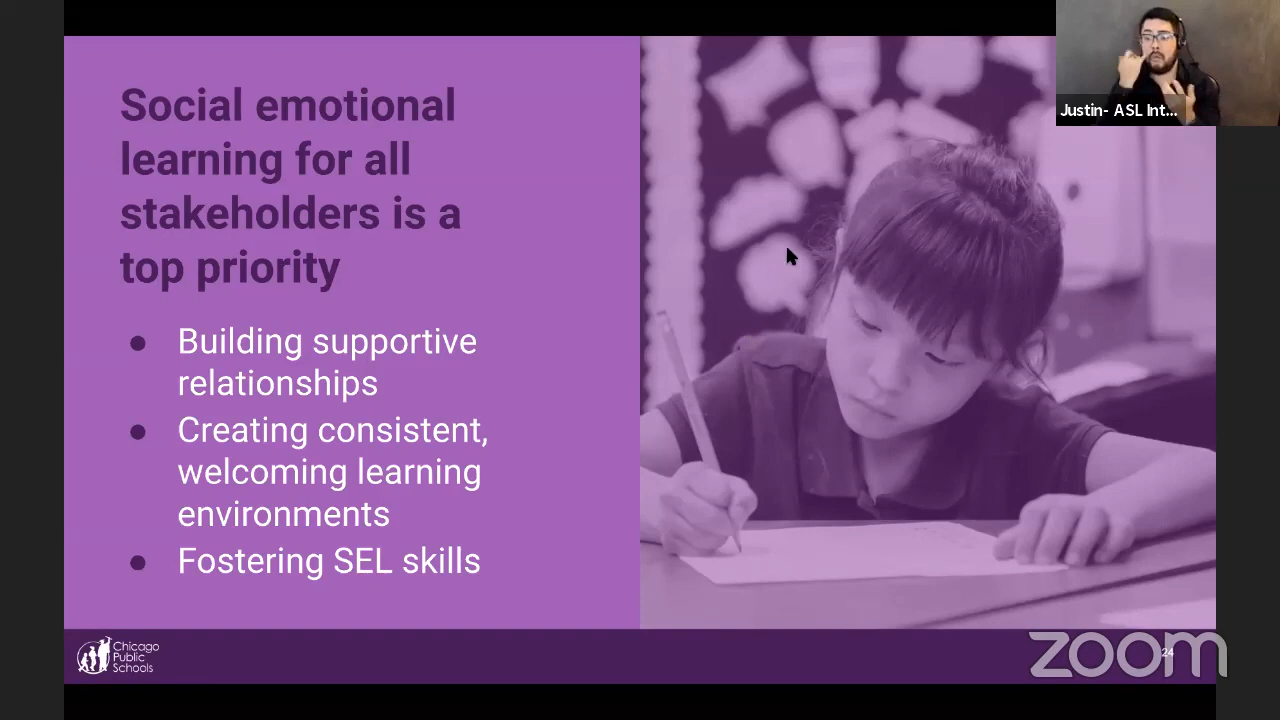 Social emotional
learning for all
stakeholders is a
top priority
● Building supportive
relationships
● Creating consistent,
welcoming learning
environments
● Fostering SEL skills
Justin- ASL Int...
Chicago
Public
Schools
24
zoom